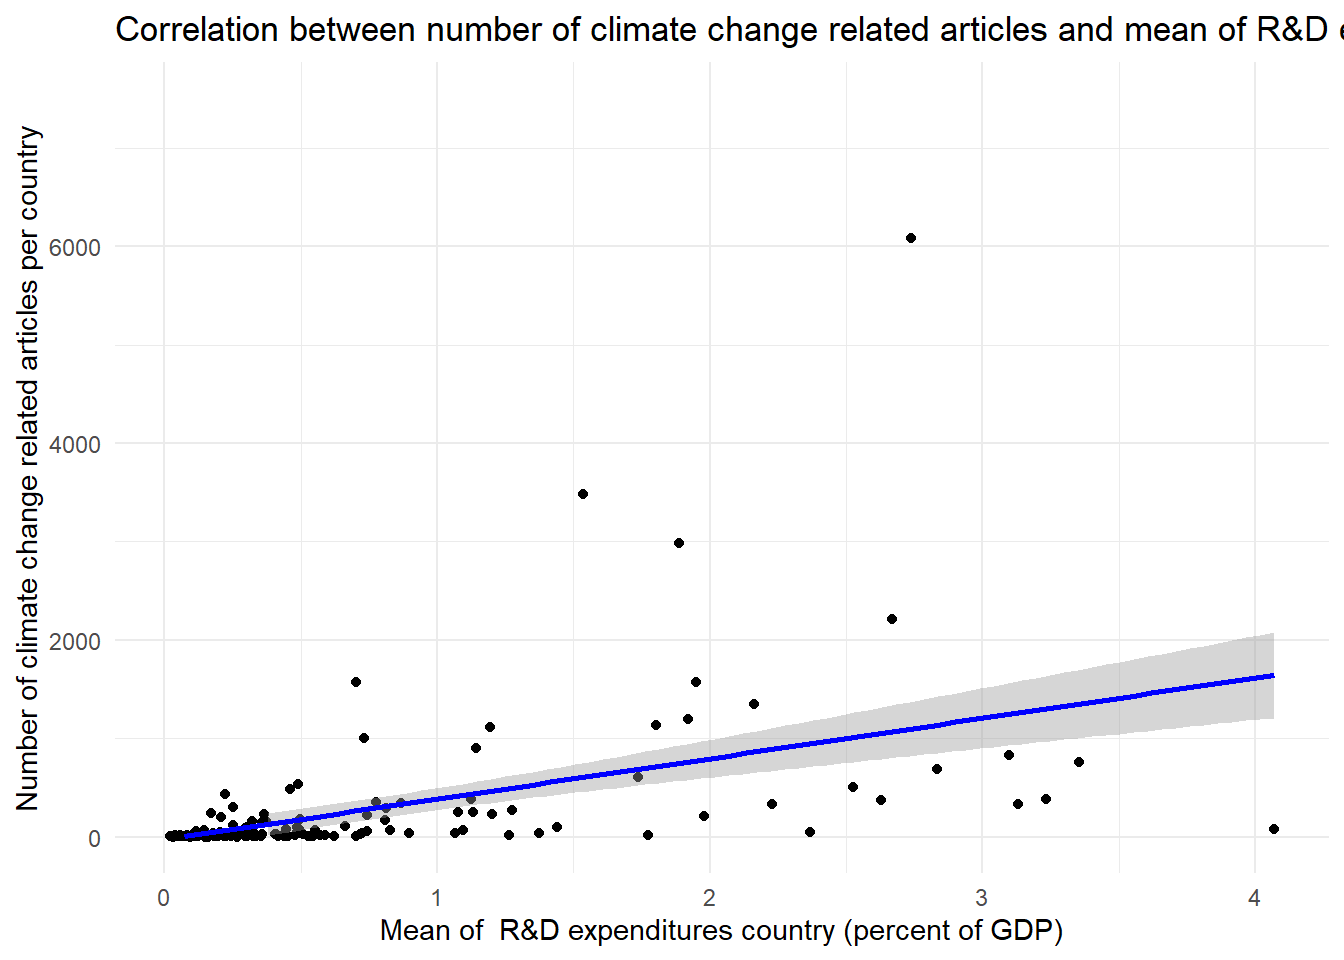 Correlation between number of climate change related articles and mean of R&D
Number of climate change related articles per country
6000
4000
2000
0
0 1 2 3 4
Mean of  R&D expenditures country (percent of GDP)